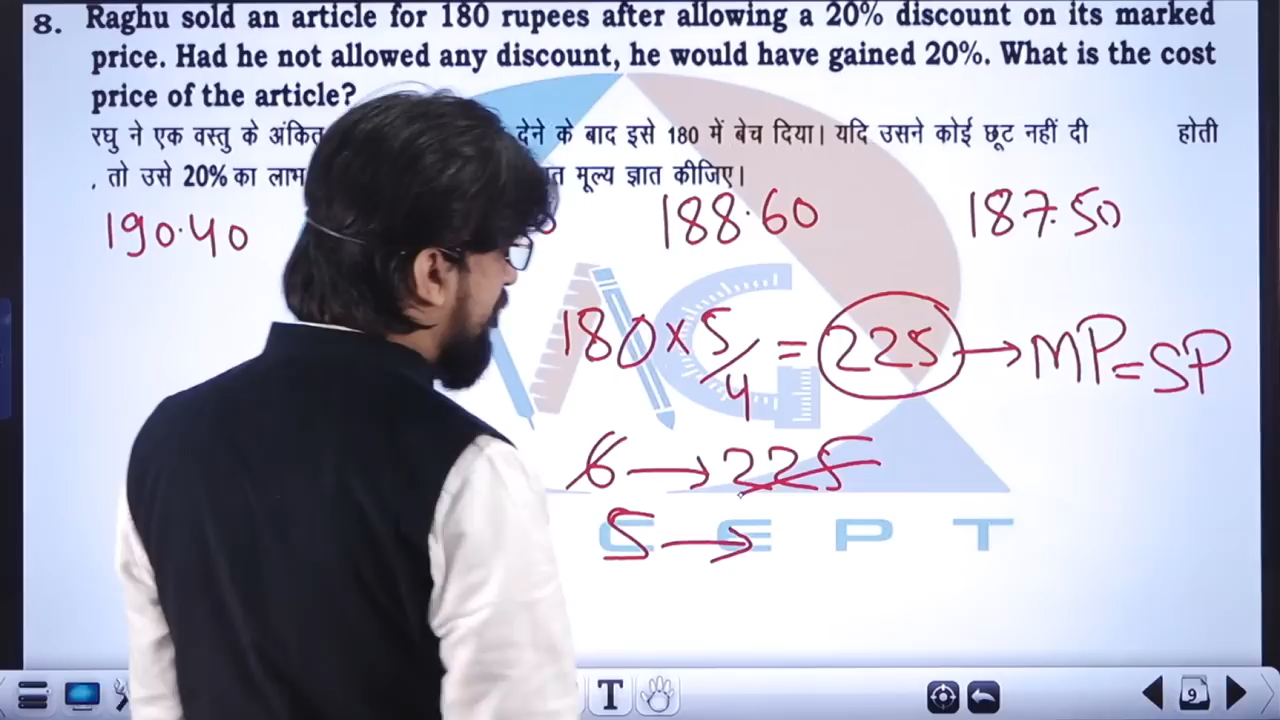 8. Raghu sold an article for 180 rupees after allowing a 20% discount on its marked
price. Had he not allowed any discount, he would have gained 20%. What is the cost
price of the article?
रघु ने एक वस्तु के अंकित देने के बाद इसे 180 में बेच दिया। यदि उसने कोई छूट नहीं दी होती
, तो उसे 20% का लाभ मूल्य ज्ञात कीजिए।
190.40 188.60 187.50
180 × 5/4 = 225 → MP = SP
6 → 225
5 →
CEPT
T
9